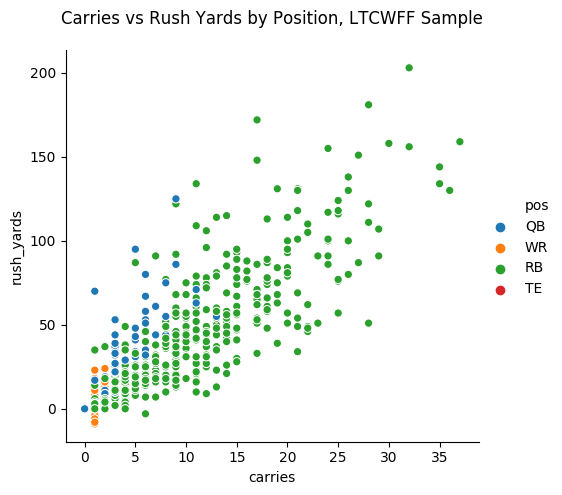 Carries vs Rush Yards by Position, LTCWFF Sample
200
150
100
50
0
rush_yards
0 5 10 15 20 25 30 35
carries
pos
QB
WR
RB
TE